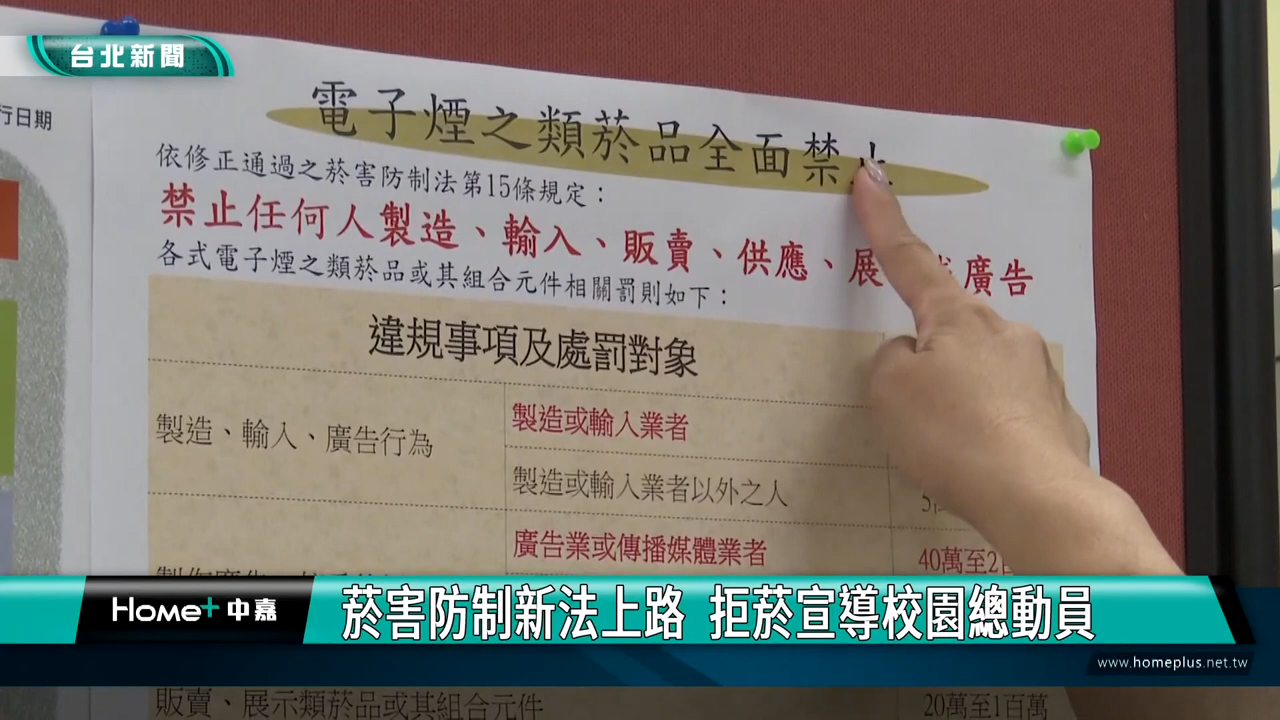 台北新聞
行日期
電子煙之類菸品全面禁止
依修正通過之菸害防制法第15條規定：
禁止任何人製造、輸入、販賣、供應、展 廣告
各式電子煙之類菸品或其組合元件相關罰則如下：
違規事項及處罰對象
製造、輸入、廣告行為
製造或輸入業者
製造或輸入業者以外之人
廣告業或傳播媒體業者
40萬至2
Home+中嘉
菸害防制新法上路 拒菸宣導校園總動員
www.homeplus.net.tw
販賣、展示類菸品或其組合元件
20萬至1百萬